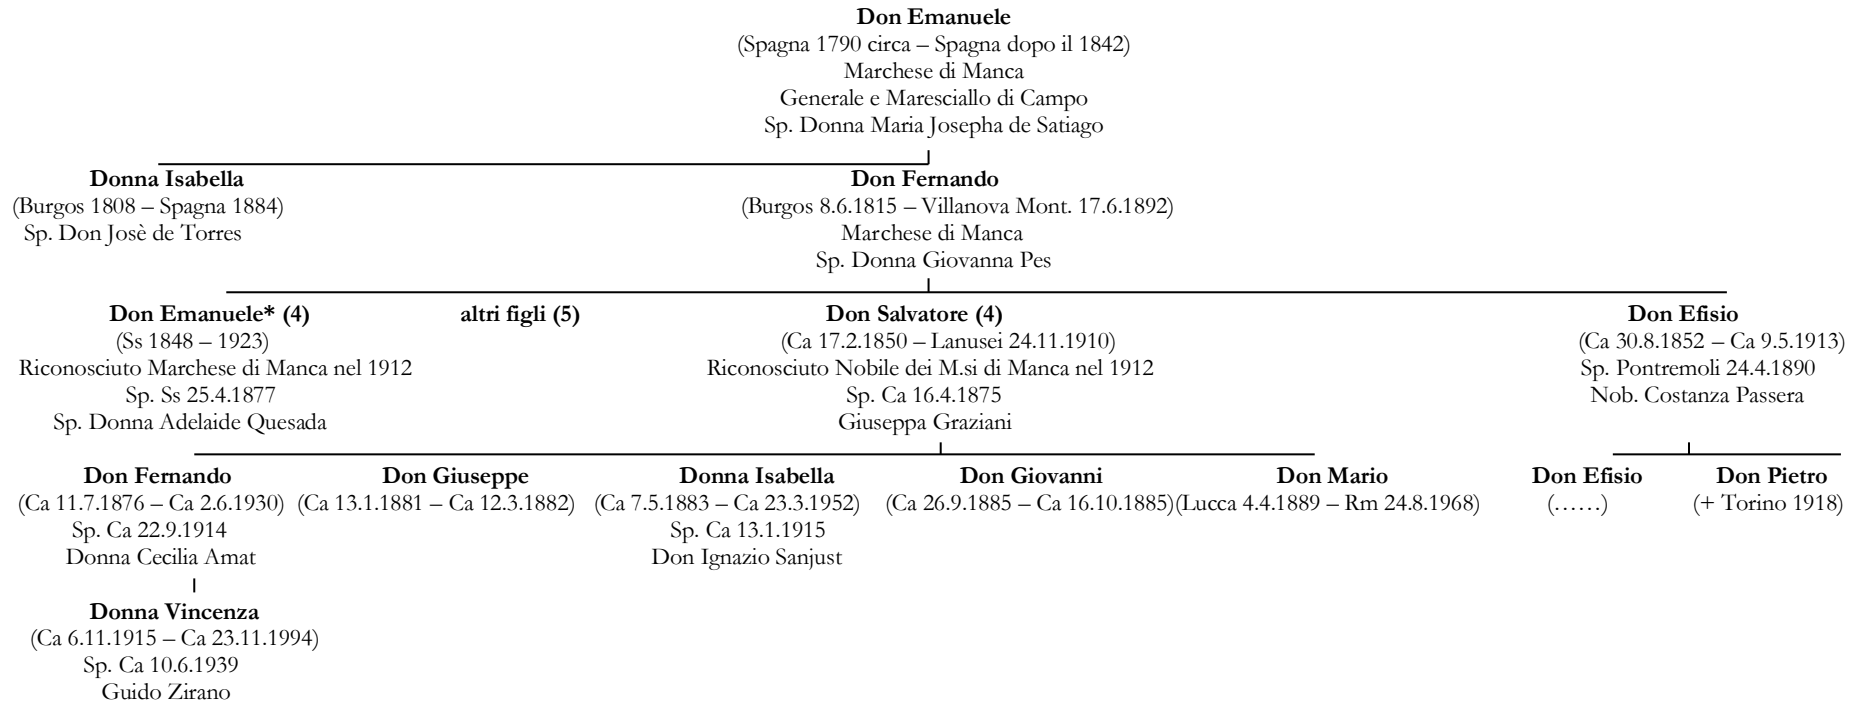 Don Emanuele
(Spagna 1790 circa – Spagna dopo il 1842)
Marchese di Manca
Generale e Maresciallo di Campo
Sp. Donna Maria Josepha de Satiago
Donna Isabella
(Burgos 1808 – Spagna 1884)
Sp. Don Josè de Torres
Don Fernando
(Burgos 8.6.1815 – Villanova Mont. 17.6.1892)
Marchese di Manca
Sp. Donna Giovanna Pes
Don Emanuele* (4)
(Ss 1848 – 1923)
Riconosciuto Marchese di Manca nel 1912
Sp. Ss 25.4.1877
Sp. Donna Adelaide Quesada
altri figli (5)
Don Salvatore (4)
(Ca 17.2.1850 – Lanusei 24.11.1910)
Riconosciuto Nobile dei M.si di Manca nel 1912
Sp. Ca 16.4.1875
Giuseppa Graziani
Don Efisio
(Ca 30.8.1852 – Ca 9.5.1913)
Sp. Pontremoli 24.4.1890
Nob. Costanza Passera
Don Fernando
(Ca 11.7.1876 – Ca 2.6.1930)
Sp. Ca 22.9.1914
Donna Cecilia Amat
Don Giuseppe
(Ca 13.1.1881 – Ca 12.3.1882)
Donna Isabella
(Ca 7.5.1883 – Ca 23.3.1952)
Sp. Ca 13.1.1915
Don Ignazio Sanjust
Don Giovanni
(Ca 26.9.1885 – Ca 16.10.1885)
Don Mario
(Lucca 4.4.1889 – Rm 24.8.1968)
Don Efisio
(……)
Don Pietro
(+ Torino 1918)
Donna Vincenza
(Ca 6.11.1915 – Ca 23.11.1994)
Sp. Ca 10.6.1939
Guido Zirano